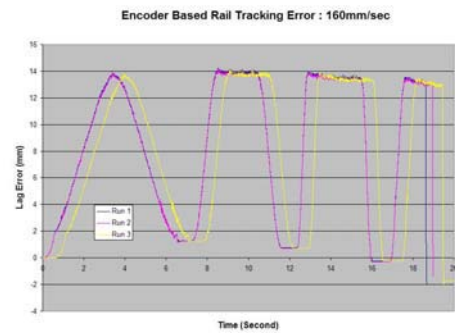 Encoder Based Rail Tracking Error : 160mm/sec
16
14
12
10
8
6
4
2
0
-2
-4
0 2 4 6 8 10 12 14 16 18 20
Lag Error (mm)
Run 1
Run 2
Run 3
Time (Second)